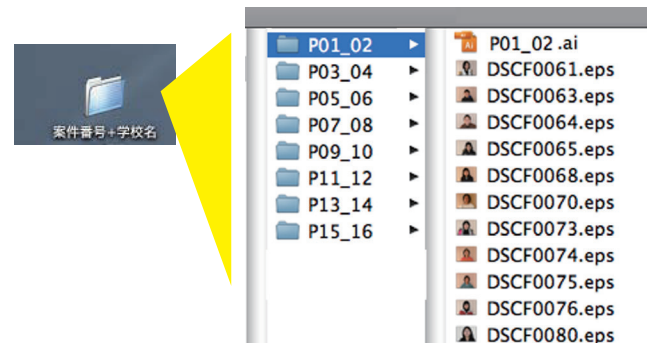 案件番号+学校名
P01_02
P03_04
P05_06
P07_08
P09_10
P11_12
P13_14
P15_16
P01_02 .ai
DSCF0061.eps
DSCF0063.eps
DSCF0064.eps
DSCF0065.eps
DSCF0068.eps
DSCF0070.eps
DSCF0073.eps
DSCF0074.eps
DSCF0075.eps
DSCF0076.eps
DSCF0080.eps